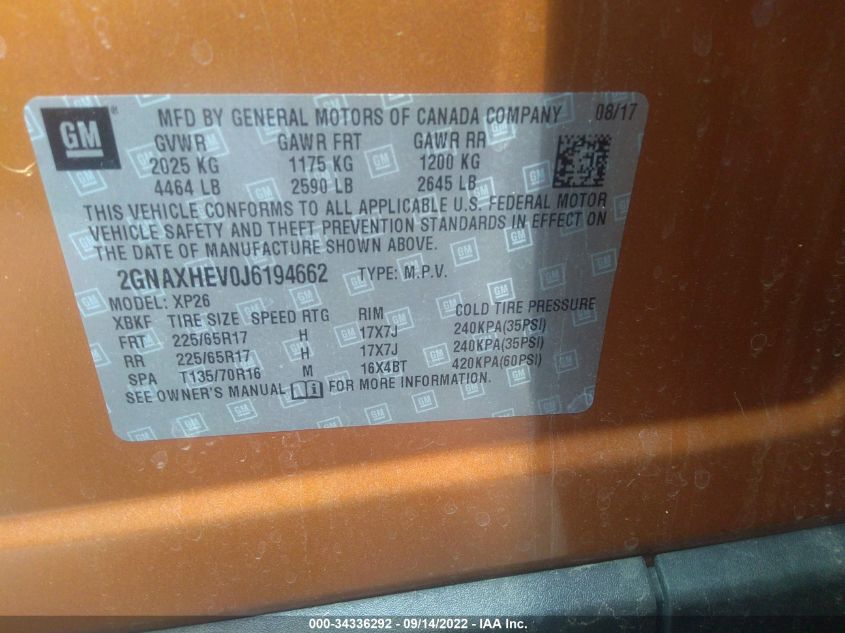 GM® MFD BY GENERAL MOTORS OF CANADA COMPANY 08/17
GVWR GAWR FRT GAWR RR
2025 KG 1175 KG 1200 KG
4464 LB 2590 LB 2645 LB
THIS VEHICLE CONFORMS TO ALL APPLICABLE U.S. FEDERAL MOTOR
VEHICLE SAFETY AND THEFT PREVENTION STANDARDS IN EFFECT ON
THE DATE OF MANUFACTURE SHOWN ABOVE.
2GNAXHEV0J6194662 TYPE: M.P.V.
MODEL: XP26
XBKF TIRE SIZE SPEED RTG RIM COLD TIRE PRESSURE
FRT 225/65R17 H 17X7J 240KPA(35PSI)
RR 225/65R17 H 17X7J 240KPA(35PSI)
SPA T135/70R16 M 16X4BT 420KPA(60PSI)
SEE OWNER'S MANUAL FOR MORE INFORMATION.
000-34336292 - 09/14/2022 - IAA Inc.